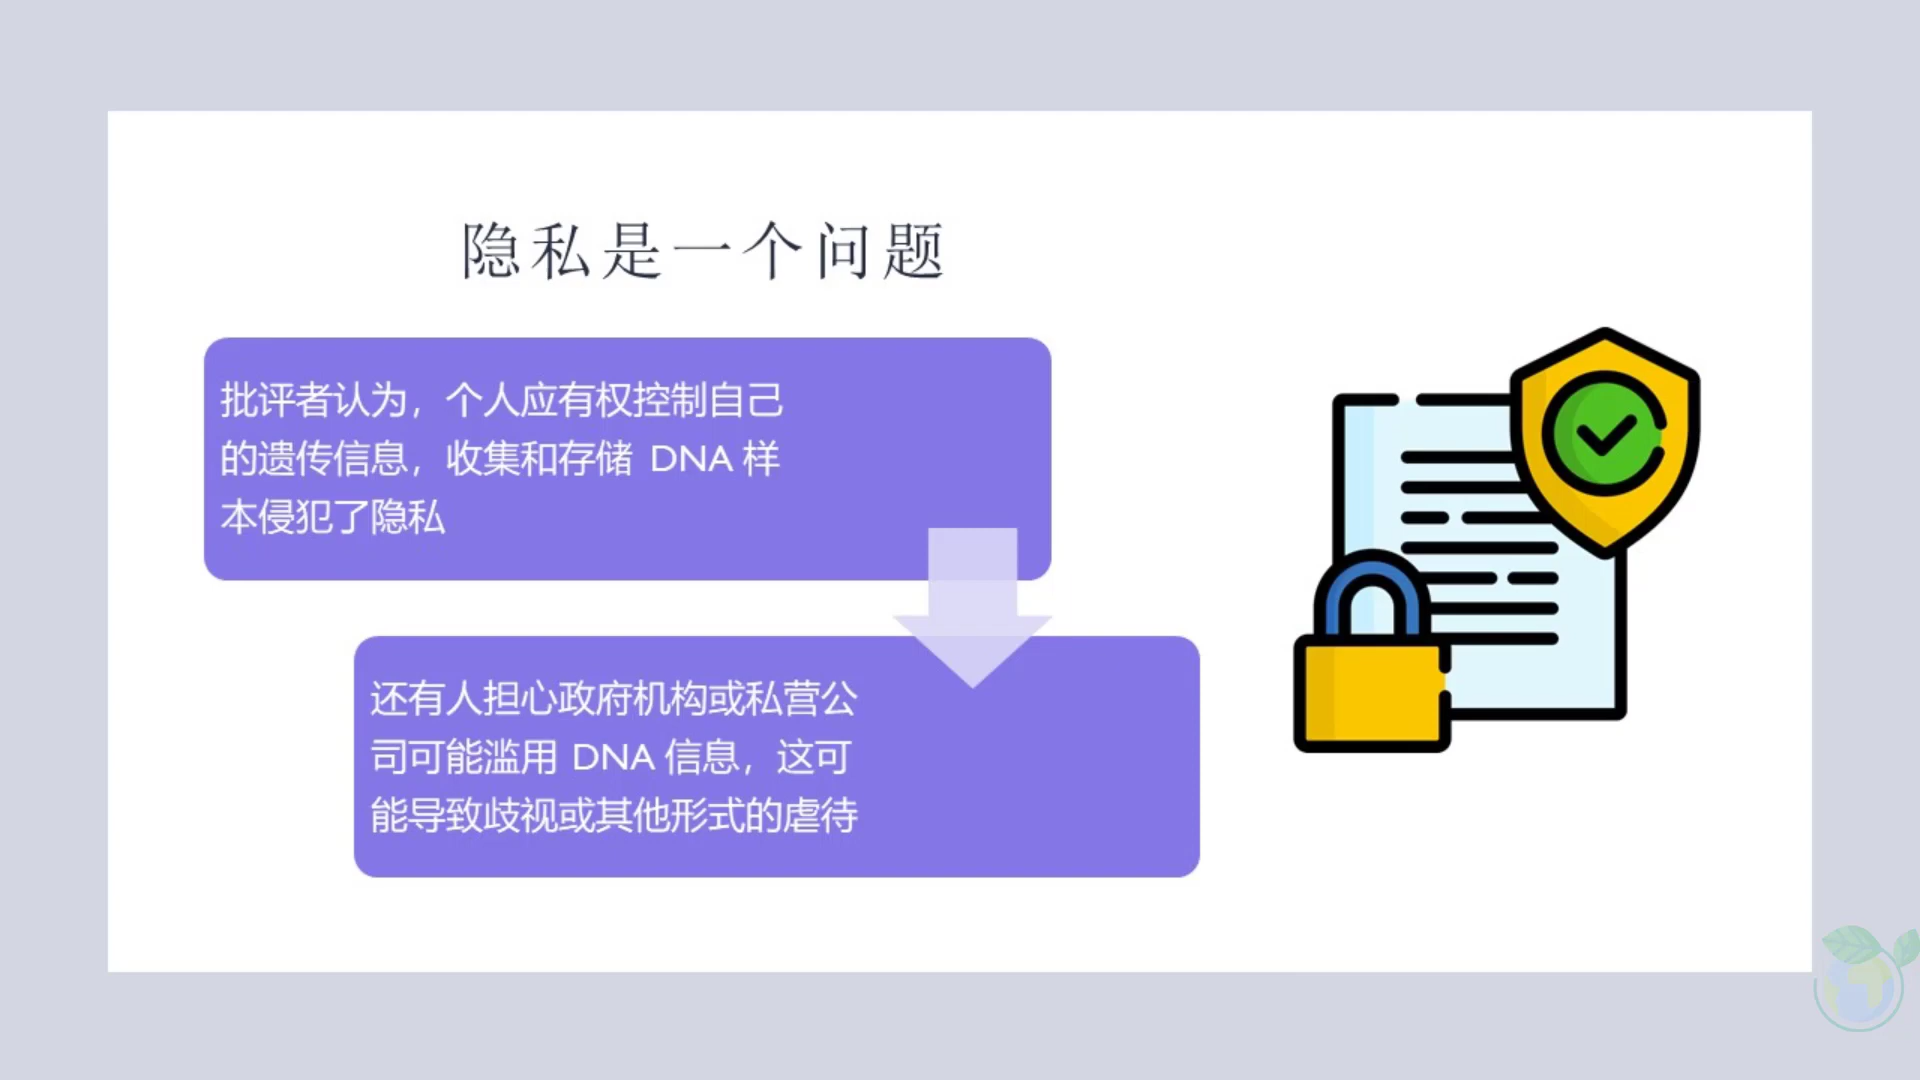 隐私是一个问题
批评者认为，个人应有权控制自己
的遗传信息，收集和存储 DNA 样
本侵犯了隐私
还有人担心政府机构或私营公
司可能滥用 DNA 信息，这可
能导致歧视或其他形式的虐待